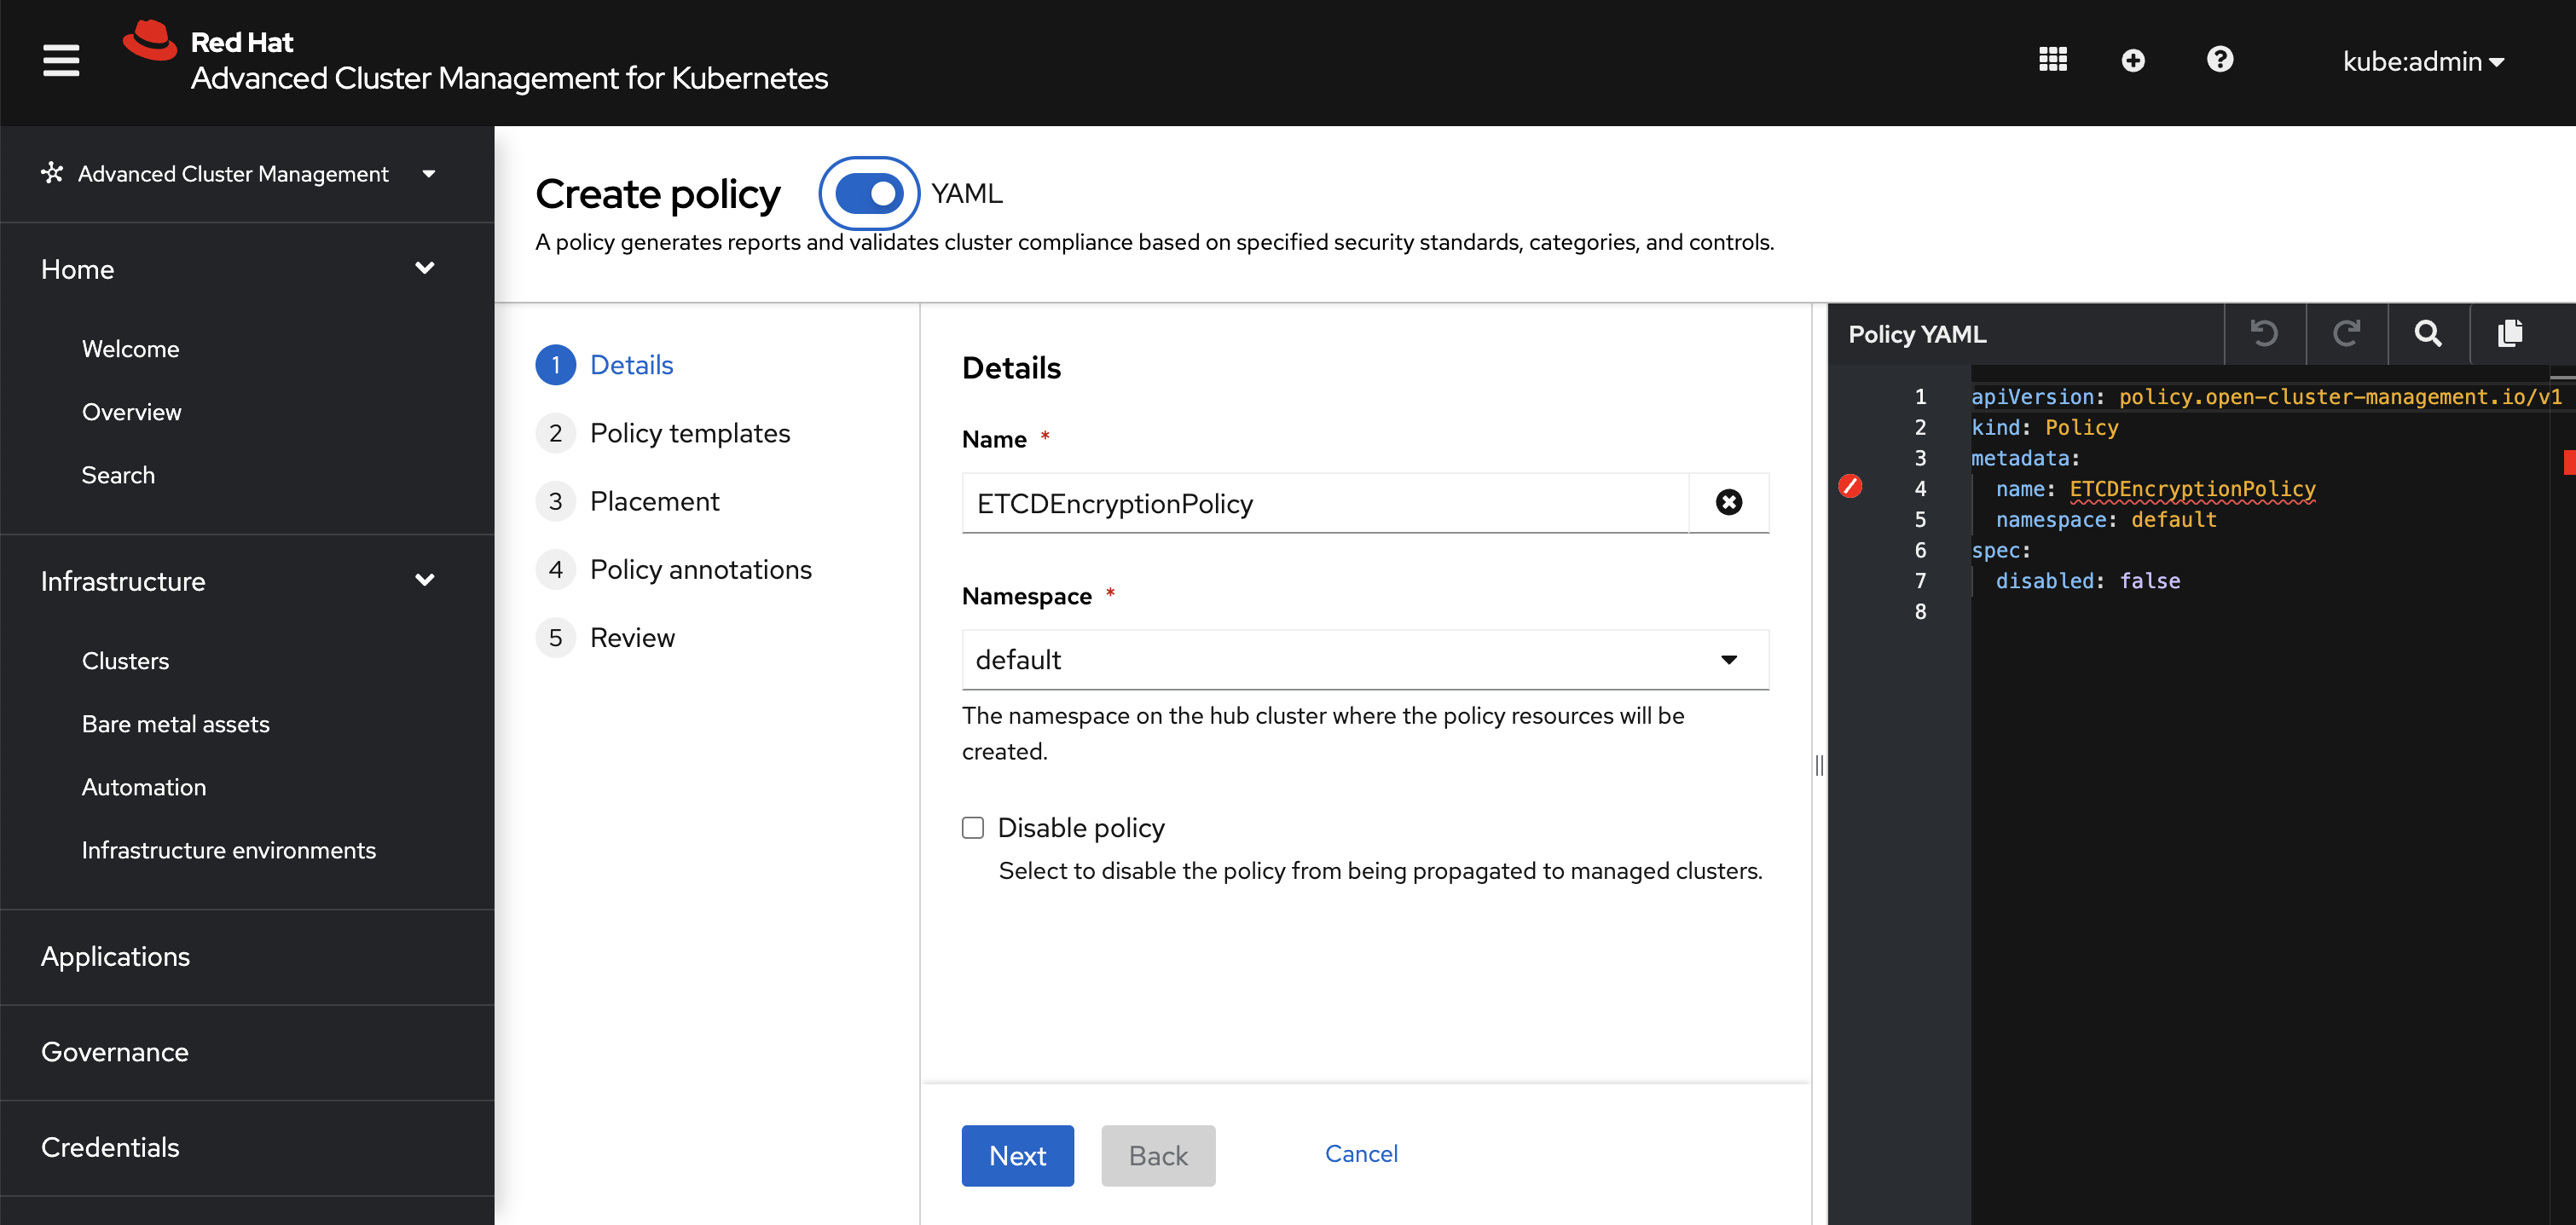 Red Hat
Advanced Cluster Management for Kubernetes
kube:admin
Advanced Cluster Management
Home
Welcome
Overview
Search
Infrastructure
Clusters
Bare metal assets
Automation
Infrastructure environments
Applications
Governance
Credentials
Create policy YAML
A policy generates reports and validates cluster compliance based on specified security standards, categories, and controls.
1 Details
2 Policy templates
3 Placement
4 Policy annotations
5 Review
Details
Name *
ETCDEncryptionPolicy
Namespace *
default
The namespace on the hub cluster where the policy resources will be
created.
Disable policy
Select to disable the policy from being propagated to managed clusters.
Next Back Cancel
Policy YAML
1 apiVersion: policy.open-cluster-management.io/v1
2 kind: Policy
3 metadata:
4 name: ETCDEncryptionPolicy
5 namespace: default
6 spec:
7 disabled: false
8